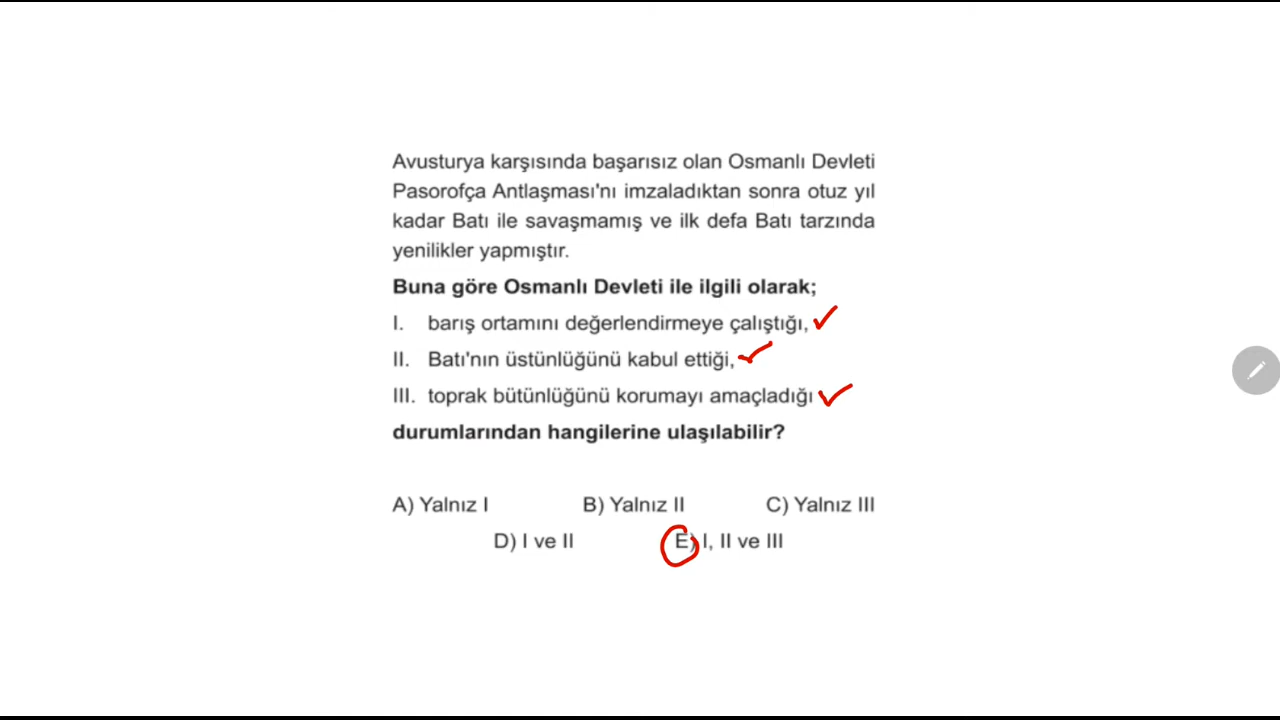 Avusturya karşısında başarısız olan Osmanlı Devleti
Pasorofça Antlaşması'nı imzaladıktan sonra otuz yıl
kadar Batı ile savaşmamış ve ilk defa Batı tarzında
yenilikler yapmıştır.
Buna göre Osmanlı Devleti ile ilgili olarak;
I. barış ortamını değerlendirmeye çalıştığı,
II. Batı'nın üstünlüğünü kabul ettiği,
III. toprak bütünlüğünü korumayı amaçladığı
durumlarından hangilerine ulaşılabilir?
A) Yalnız I B) Yalnız II C) Yalnız III
D) I ve II E) I, II ve III